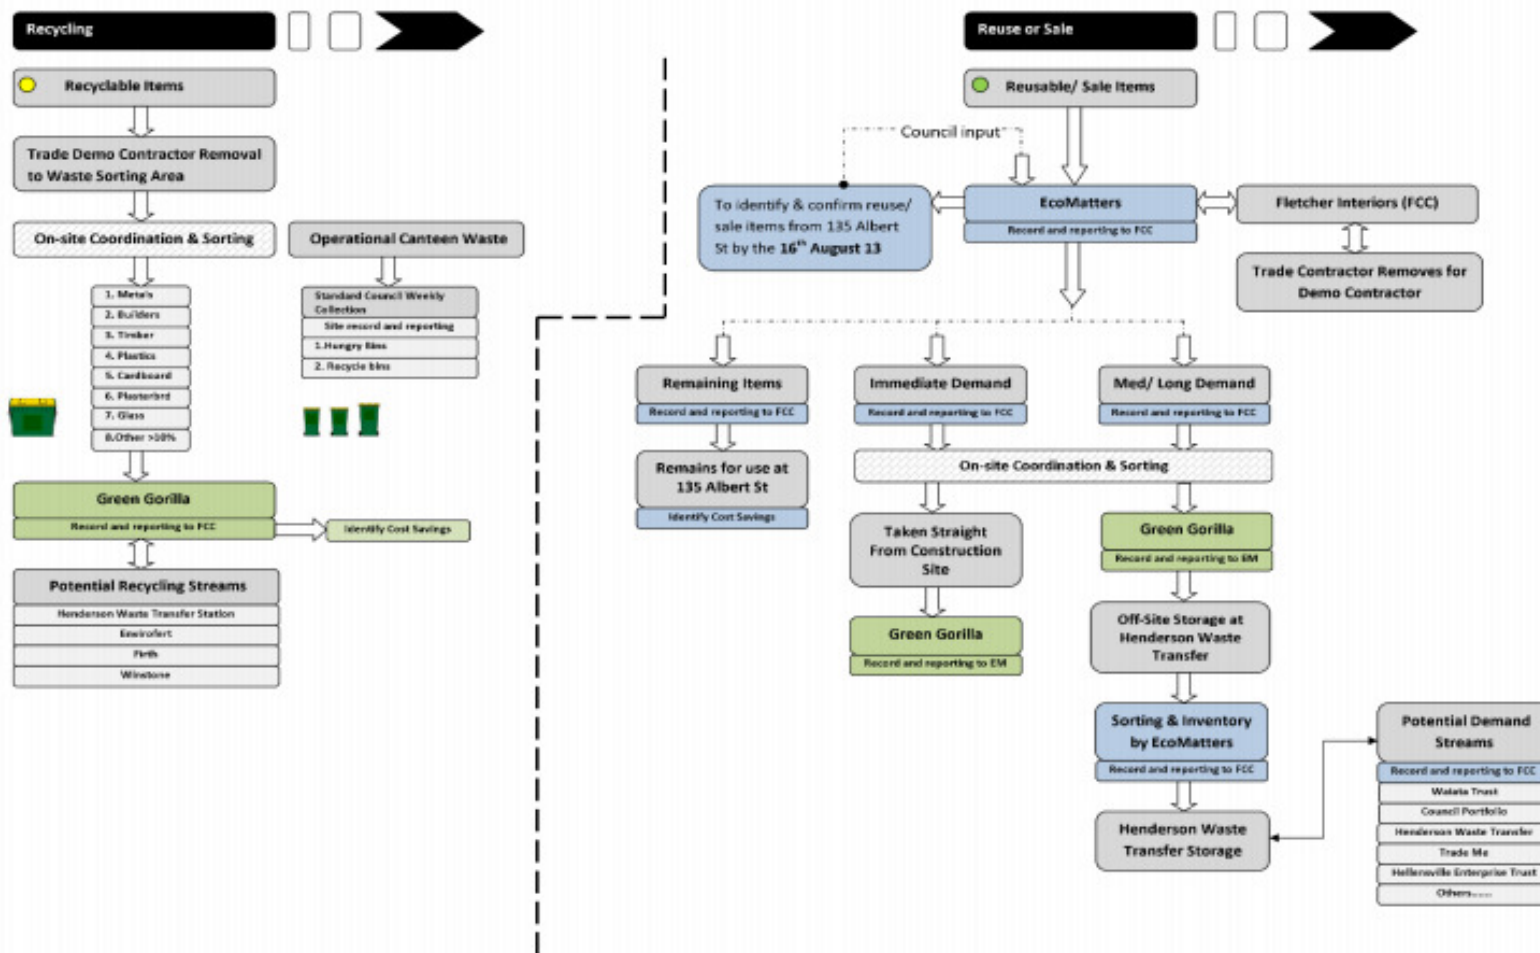 Recycling
Recyclable Items
Trade Demo Contractor Removal
to Waste Sorting Area
On-site Coordination & Sorting
1. Metals
2. Builders
3. Timber
4. Plastics
5. Cardboard
6. Plasterbrd
7. Glass
8.Other >10%
Green Gorilla
Record and reporting to FCC
Identify Cost Savings
Potential Recycling Streams
Henderson Waste Transfer Station
Envirofert
Firth
Winstone
Operational Canteen Waste
Standard Council Weekly
Collection
Site record and reporting
1.Hungry Bins
2. Recycle bins
Reuse or Sale
Reusable/ Sale Items
Council input
To identify & confirm reuse/
sale items from 135 Albert
St by the 16th August 13
EcoMatters
Record and reporting to FCC
Fletcher Interiors (FCC)
Trade Contractor Removes for
Demo Contractor
Remaining Items
Record and reporting to FCC
Remains for use at
135 Albert St
Identify Cost Savings
Immediate Demand
Record and reporting to FCC
Med/ Long Demand
Record and reporting to FCC
On-site Coordination & Sorting
Taken Straight
From Construction
Site
Green Gorilla
Record and reporting to EM
Green Gorilla
Record and reporting to EM
Off-Site Storage at
Henderson Waste
Transfer
Sorting & Inventory
by EcoMatters
Record and reporting to FCC
Henderson Waste
Transfer Storage
Potential Demand
Streams
Record and reporting to FCC
Trust
Council Portfolio
Henderson Waste Transfer
Trade Me
Hellensville Enterprise Trust
Others......